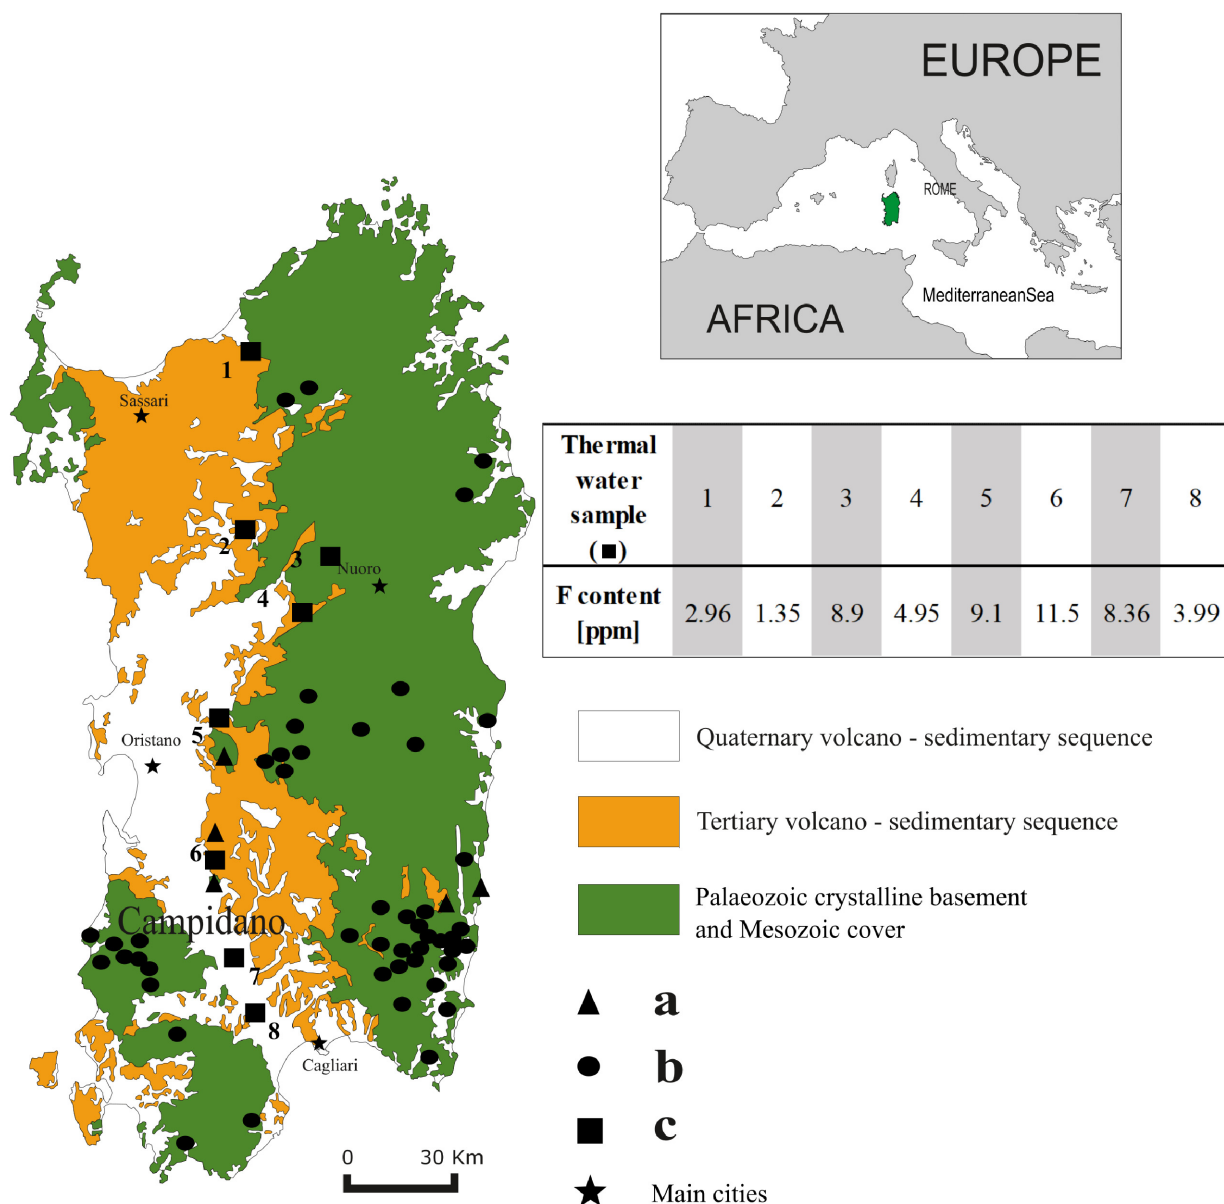 EUROPE
ROME
MediterraneanSea
AFRICA
1
Sassari
2
3
Nuoro
4
5
Oristano
6
Campidano
7
8
Cagliari
0 30 Km
Thermal water sample (■) 1 2 3 4 5 6 7 8
F content [ppm] 2.96 1.35 8.9 4.95 9.1 11.5 8.36 3.99
Quaternary volcano - sedimentary sequence
Tertiary volcano - sedimentary sequence
Palaeozoic crystalline basement
and Mesozoic cover
a
b
c
Main cities